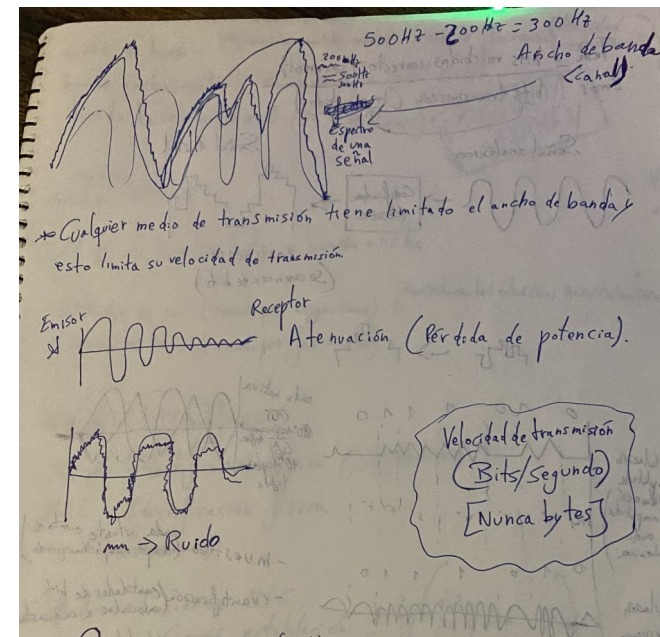 500Hz - 200Hz = 300Hz
Ancho de banda
(canal)
200Hz
500Hz
Espectro
de una
señal
* Cualquier medio de transmisión tiene limitado el ancho de banda y
esto limita su velocidad de transmisión.
Emisor
Receptor
Atenuación (Pérdida de potencia).
Velocidad de transmisión
(Bits/Segundo)
[Nunca bytes]
→ Ruido